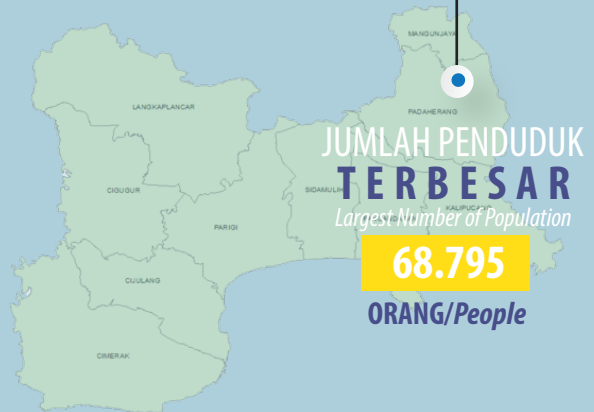 MANGUNJAYA
LANGKAPLANCAR
PADAHERANG
JUMLAH PENDUDUK
TERBESAR
CIGUGUR
SIDAMULIH
KALIPUCANG
Largest Number of Population
PARIGI
68.795
CIJULANG
ORANG/People
CIMERAK